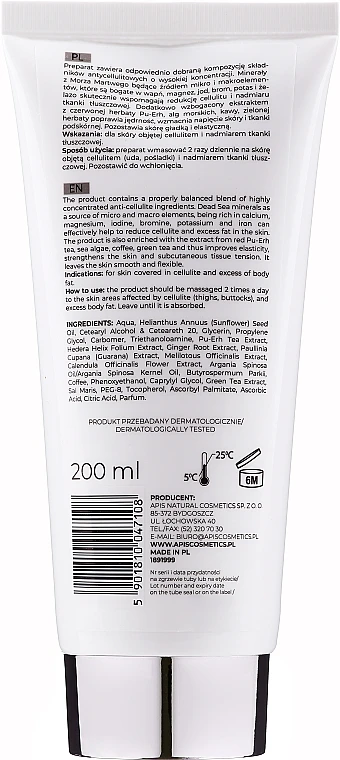 PL
Preparat zawiera odpowiednio dobraną kompozycję skład-
ników antycellulitowych o wysokiej koncentracji. Minerały
z Morza Martwego będące źródłem mikro i makroelemen-
tów, które są bogate w wapń, magnez, jod, brom, potas i że-
lazo skutecznie wspomagają redukcję cellulitu i nadmiaru
tkanki tłuszczowej. Dodatkowo wzbogacony ekstraktem
z czerwonej herbaty Pu-Erh, alg morskich, kawy, zielonej
herbaty poprawia jędrność, wzmacnia napięcie skóry i tkanki
podskórnej. Pozostawia skórę gładką i elastyczną.
Wskazania: dla skóry objętej cellulitem i nadmiarem tkanki
tłuszczowej.
Sposób użycia: preparat wmasować 2 razy dziennie na skórę
objętą cellulitem (uda, pośladki) i nadmiarem tkanki tłusz-
czowej. Pozostawić do wchłonięcia.
EN
The product contains a properly balanced blend of highly
concentrated anti-cellulite ingredients. Dead Sea minerals as
a source of micro and macro elements, being rich in calcium,
magnesium, iodine, bromine, potassium and iron can
effectively help to reduce cellulite and excess fat in the skin.
The product is also enriched with the extract from red Pu-Erh
tea, sea algae, coffee, green tea and thus improves elasticity,
strengthens the skin and subcutaneous tissue tension. It
leaves the skin smooth and flexible.
Indications: for skin covered in cellulite and excess of body
fat.
How to use: the product should be massaged 2 times a day
to the skin areas affected by cellulite (thighs, buttocks), and
excess body fat. Leave until it is absorbed.
INGREDIENTS: Aqua, Helianthus Annuus (Sunflower) Seed
Oil, Cetearyl Alcohol & Ceteareth 20, Glycerin, Propylene
Glycol, Carbomer, Triethanolamine, Pu-Erh Tea Extract,
Hedera Helix Folium Extract, Ginger Root Extract, Paulinia
Cupana (Guarana) Extract, Melilotous Officinalis Extract,
Calendula Officinalis Flower Extract, Argania Spinosa
Oil/Argania Spinosa Kernel Oil, Butyrospermum Parkii,
Coffee, Phenoxyethanol, Caprylyl Glycol, Green Tea Extract,
Sal Maris, PEG-8, Tocopherol, Ascorbyl Palmitate, Ascorbic
Acid, Citric Acid, Parfum.
PRODUKT PRZEBADANY DERMATOLOGICZNIE/
DERMATOLOGICALLY TESTED
200 ml
25°C
5°C
6M
5 901810 047108
PRODUCENT:
APIS NATURAL COSMETICS SP. Z O. O
85-372 BYDGOSZCZ
UL. ŁOCHOWSKA 40
TEL/FAX: (52) 320 70 30
E-MAIL: BIURO@APISCOSMETICS.PL
WWW.APISCOSMETICS.PL
MADE IN PL
1891999
Nr serii i data przydatności
na zgrzewie tuby lub na etykiecie/
Lot number and expiry date
on the tube seal or on the label/